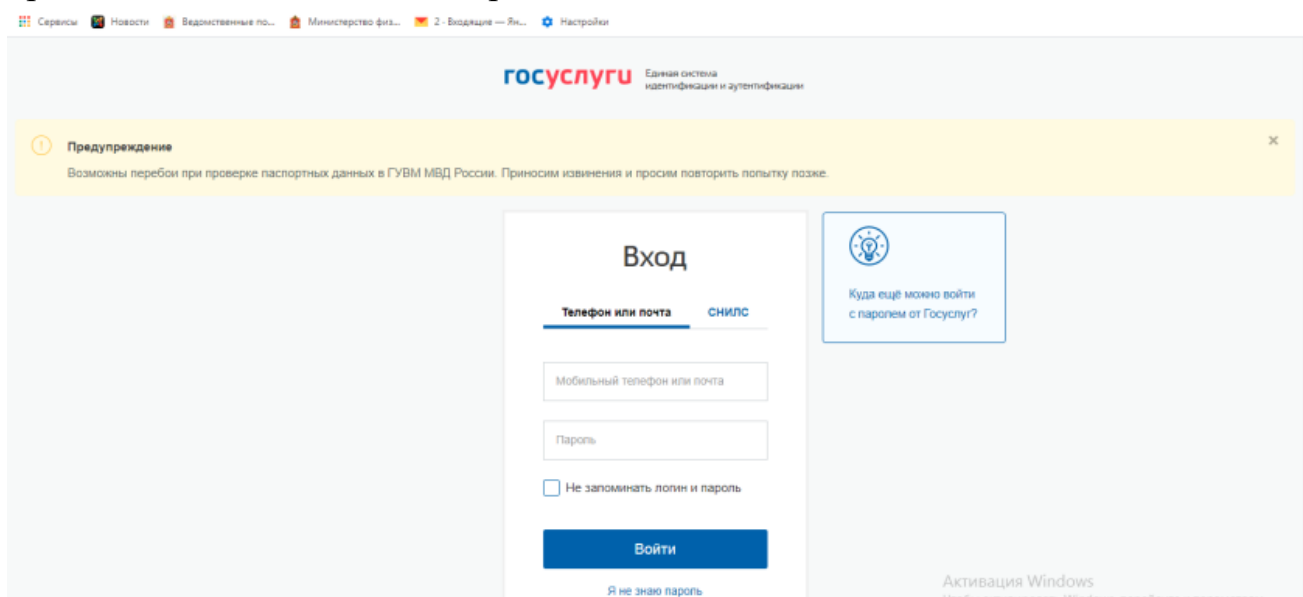 Сервисы Новости Ведомственные по... Министерство физ... 2 - Входящие — Ян... Настройки
госуслуги Единая система
идентификации и аутентификации
Предупреждение ×
Возможны перебои при проверке паспортных данных в ГУВМ МВД России. Приносим извинения и просим повторить попытку позже.
Вход
Телефон или почта СНИЛС
Куда ещё можно войти
с паролем от Госуслуг?
Мобильный телефон или почта
Пароль
Не запоминать логин и пароль
Войти
Я не знаю пароль
Активация Windows